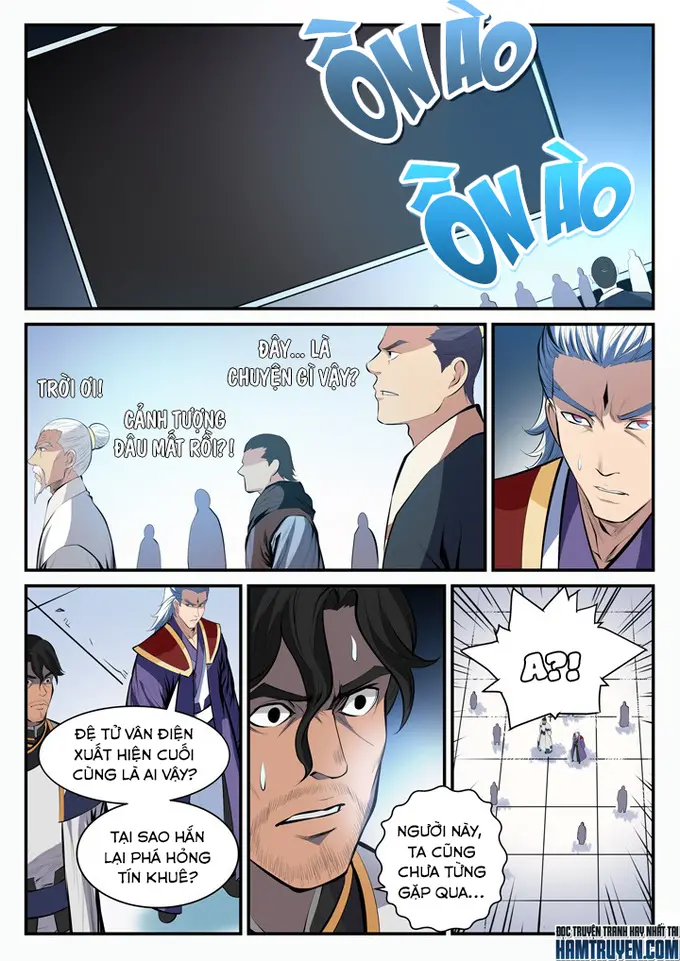 ỒN ÀO
ỒN ÀO
ĐÂY... LÀ
CHUYỆN GÌ VẬY?
TRỜI ƠI!
CẢNH TƯỢNG
ĐÂU MẤT RỒI?!
ĐỆ TỬ VÂN ĐIỆN
XUẤT HIỆN CUỐI
CÙNG LÀ AI VẬY?
TẠI SAO HẮN
LẠI PHÁ HỎNG
TÍN KHUÊ?
NGƯỜI NÀY,
TA CŨNG
CHƯA TỪNG
GẶP QUA...
A?!
ĐỌC TRUYỆN TRANH HAY NHẤT TẠI
HAMTRUYEN.COM